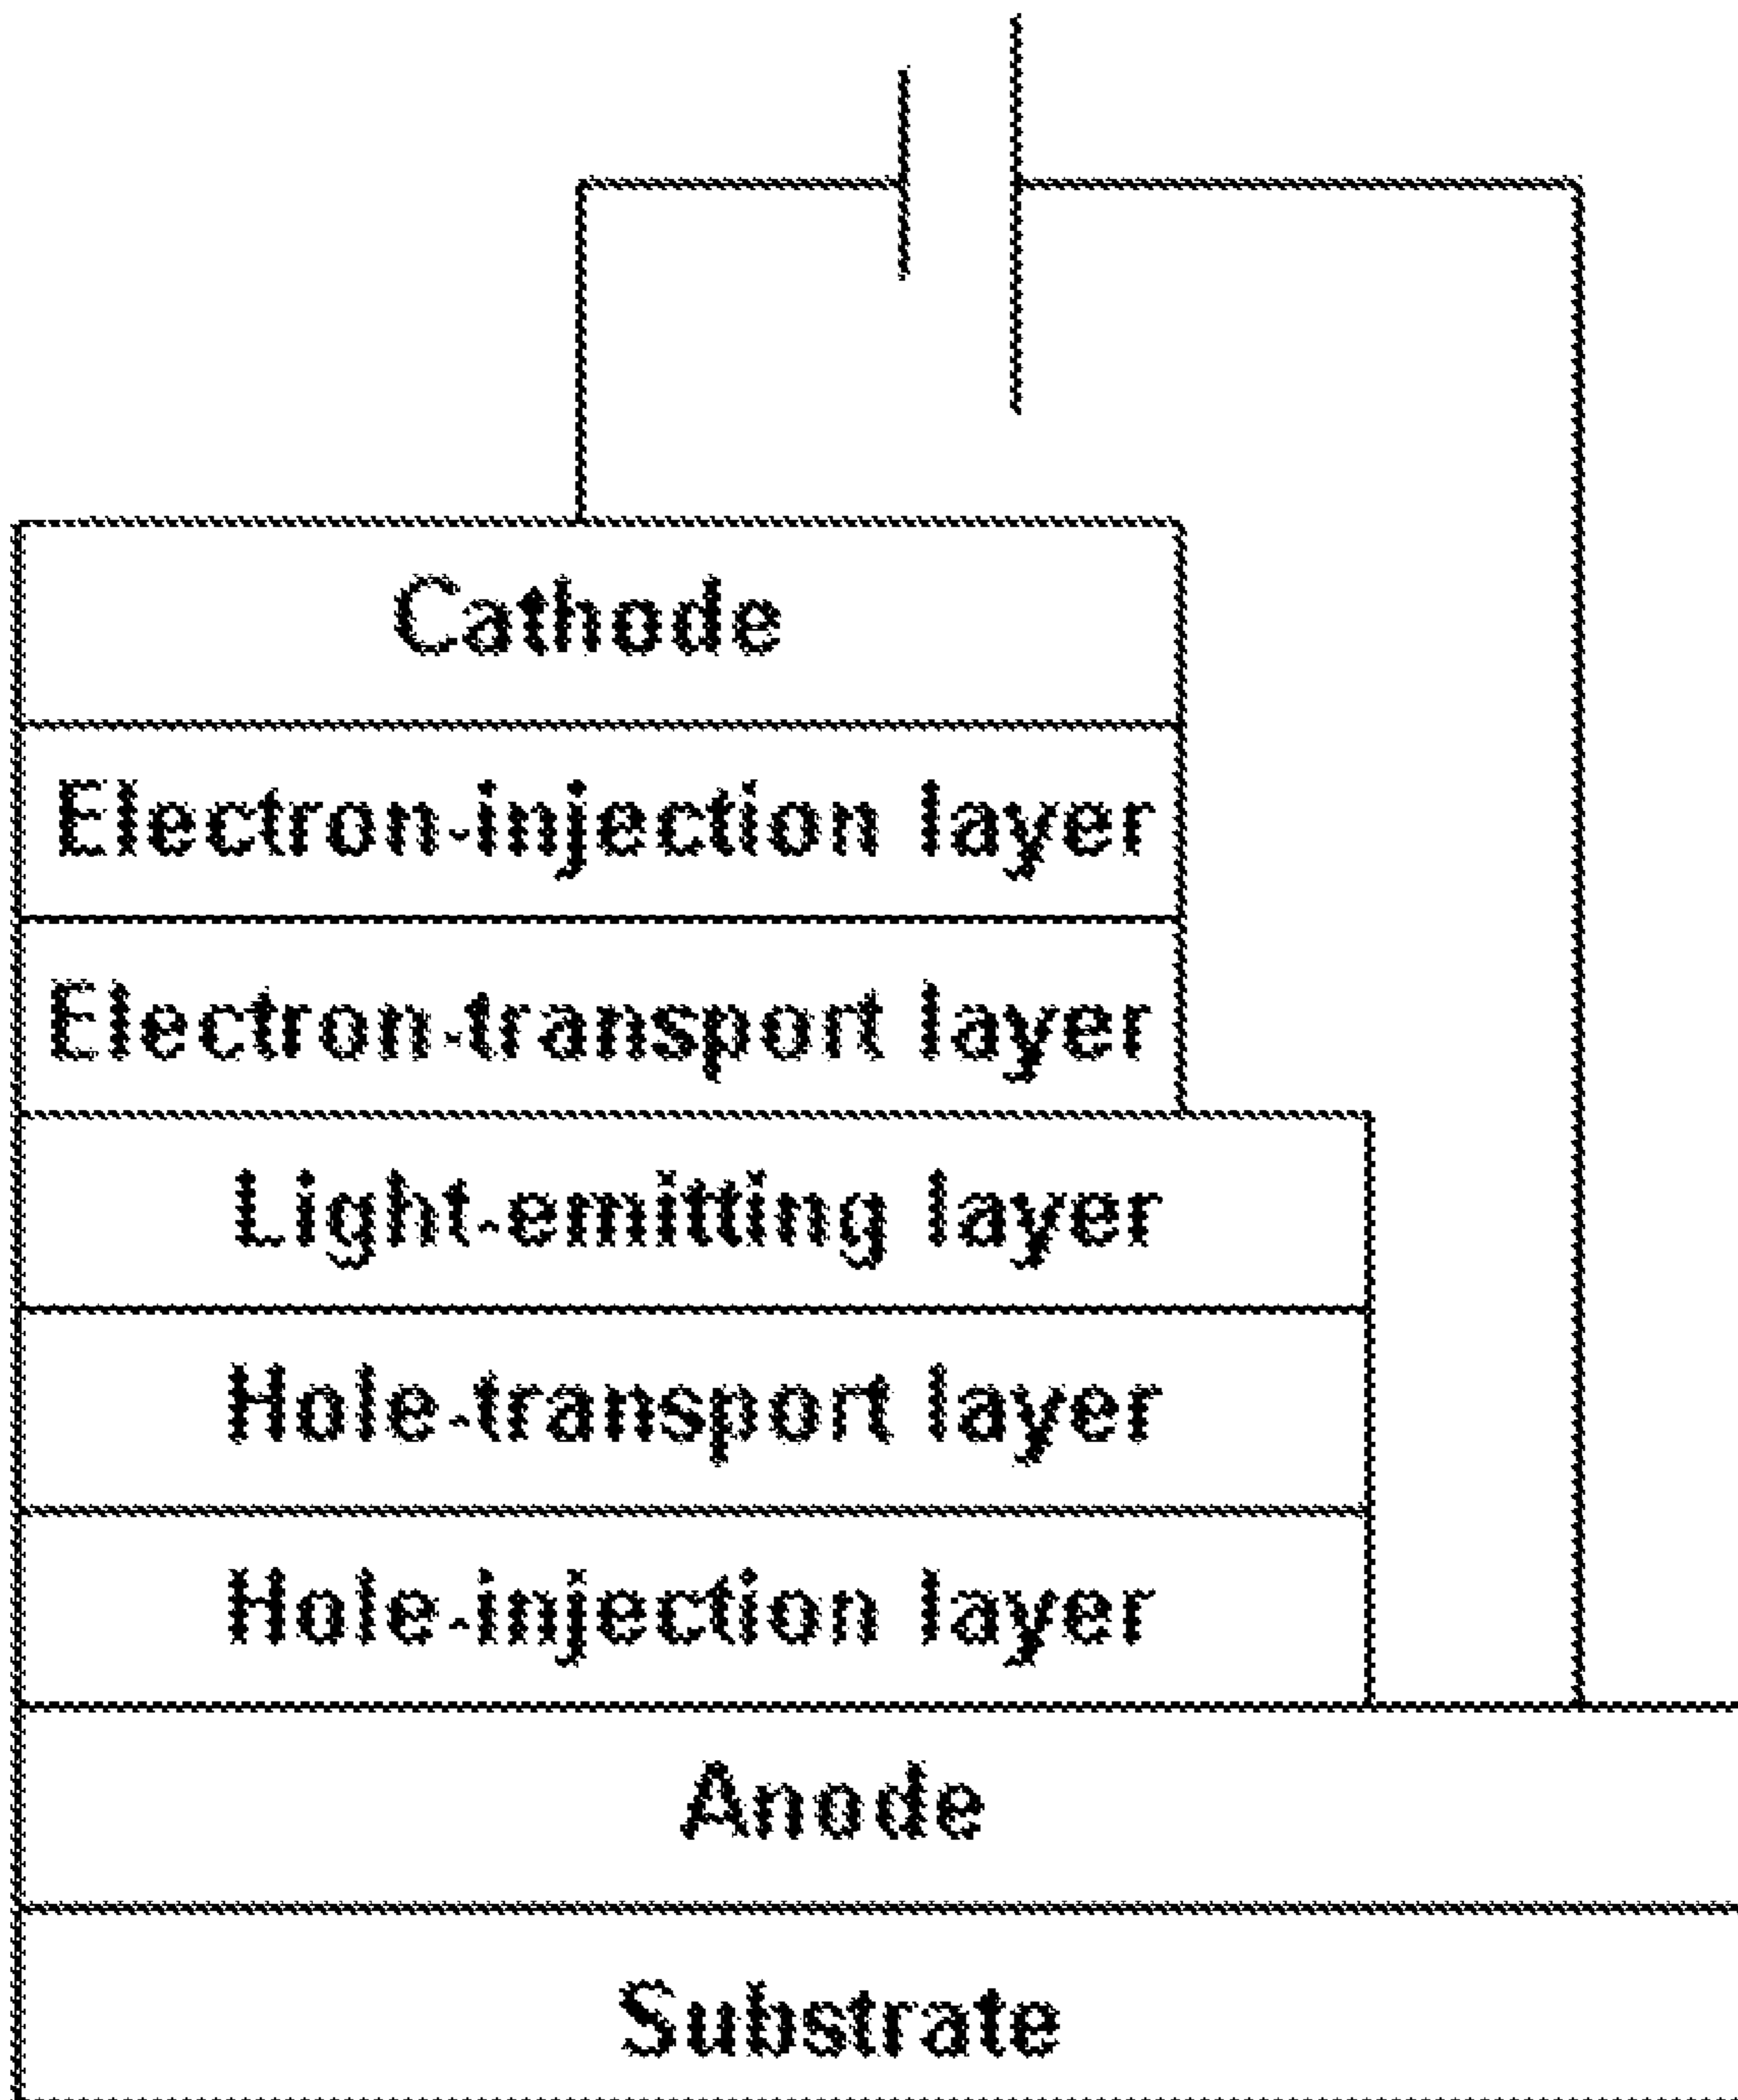 Cathode
Electron-injection layer
Electron-transport layer
Light-emitting layer
Hole-transport layer
Hole-injection layer
Anode
Substrate